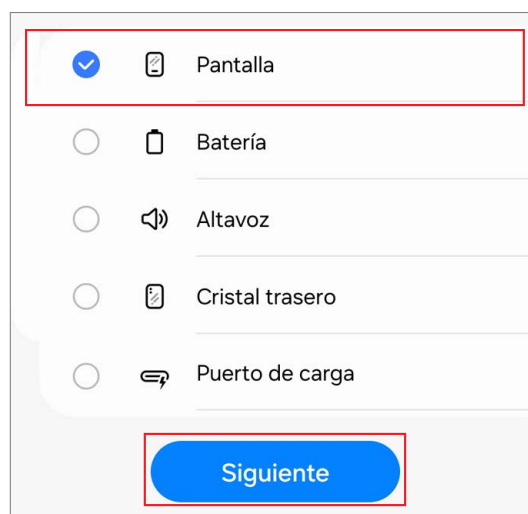 Pantalla
Batería
Altavoz
Cristal trasero
Puerto de carga
Siguiente